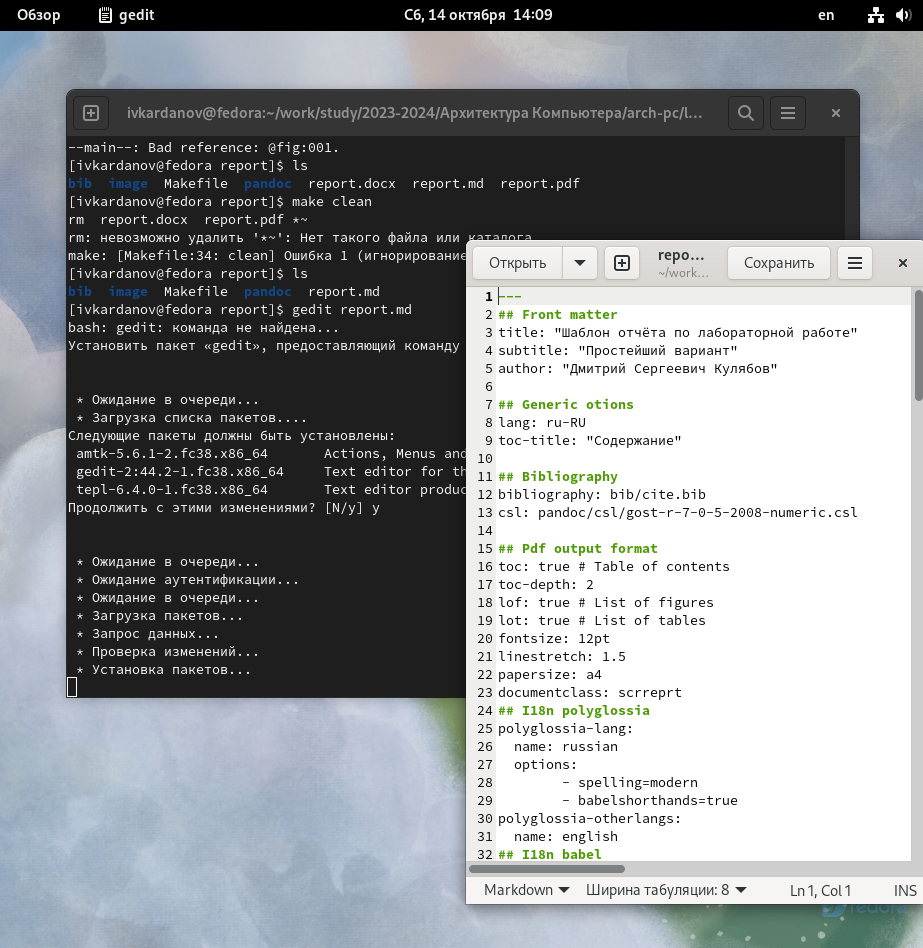 Обзор gedit Сб, 14 октября 14:09 en
ivkardanov@fedora:~/work/study/2023-2024/Архитектура Компьютера/arch-pc/l...
--main--: Bad reference: @fig:001.
[ivkardanov@fedora report]$ ls
bib image Makefile pandoc report.docx report.md report.pdf
[ivkardanov@fedora report]$ make clean
rm report.docx report.pdf *~
rm: невозможно удалить '*~': Нет такого файла или каталога
make: [Makefile:34: clean] Ошибка 1 (игнорирование
[ivkardanov@fedora report]$ ls
bib image Makefile pandoc report.md
[ivkardanov@fedora report]$ gedit report.md
bash: gedit: команда не найдена...
Установить пакет «gedit», предоставляющий команду
* Ожидание в очереди...
* Загрузка списка пакетов....
Следующие пакеты должны быть установлены:
amtk-5.6.1-2.fc38.x86_64 Actions, Menus and
gedit-2:44.2-1.fc38.x86_64 Text editor for th
tepl-6.4.0-1.fc38.x86_64 Text editor produc
Продолжить с этими изменениями? [N/y] y
* Ожидание в очереди...
* Ожидание аутентификации...
* Ожидание в очереди...
* Загрузка пакетов...
* Запрос данных...
* Проверка изменений...
* Установка пакетов...
Открыть repo... Сохранить
~/work...
1 ---
2 ## Front matter
3 title: "Шаблон отчёта по лабораторной работе"
4 subtitle: "Простейший вариант"
5 author: "Дмитрий Сергеевич Кулябов"
6
7 ## Generic otions
8 lang: ru-RU
9 toc-title: "Содержание"
10
11 ## Bibliography
12 bibliography: bib/cite.bib
13 csl: pandoc/csl/gost-r-7-0-5-2008-numeric.csl
14
15 ## Pdf output format
16 toc: true # Table of contents
17 toc-depth: 2
18 lof: true # List of figures
19 lot: true # List of tables
20 fontsize: 12pt
21 linestretch: 1.5
22 papersize: a4
23 documentclass: scrreprt
24 ## I18n polyglossia
25 polyglossia-lang:
26 name: russian
27 options:
28 - spelling=modern
29 - babelshorthands=true
30 polyglossia-otherlangs:
31 name: english
32 ## I18n babel
Markdown Ширина табуляции: 8 Ln 1, Col 1 INS